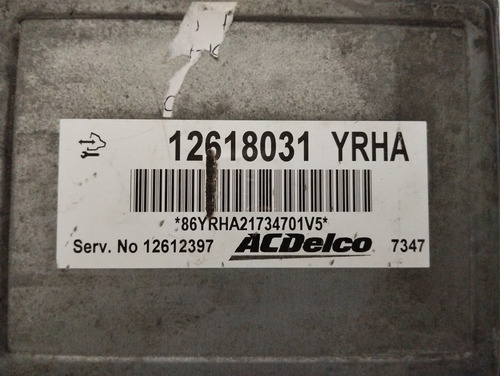 12618031 YRHA
*86YRHA21734701V5*
Serv. No 12612397 ACDelco 7347